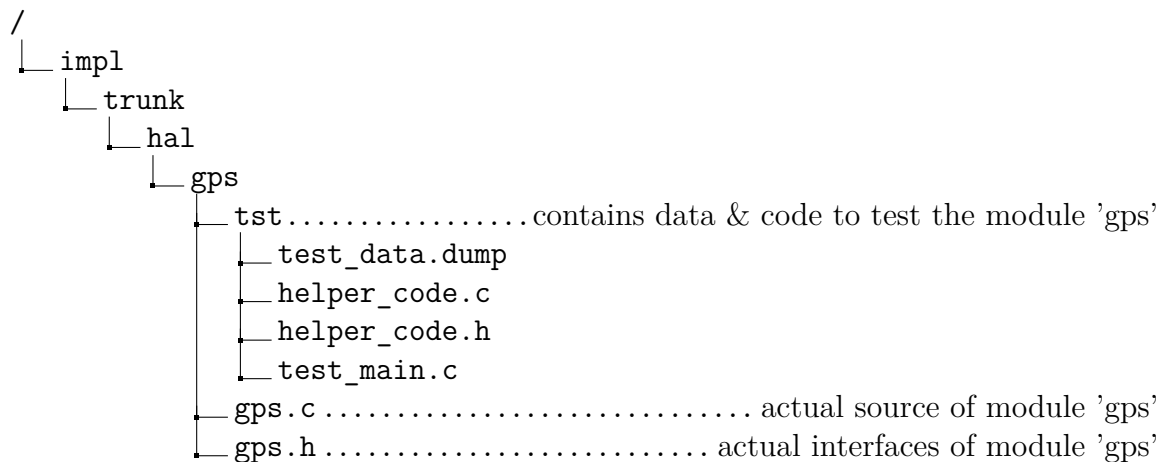 /
impl
trunk
hal
gps
tst.................contains data & code to test the module 'gps'
test_data.dump
helper_code.c
helper_code.h
test_main.c
gps.c ............................... actual source of module 'gps'
gps.h ........................... actual interfaces of module 'gps'